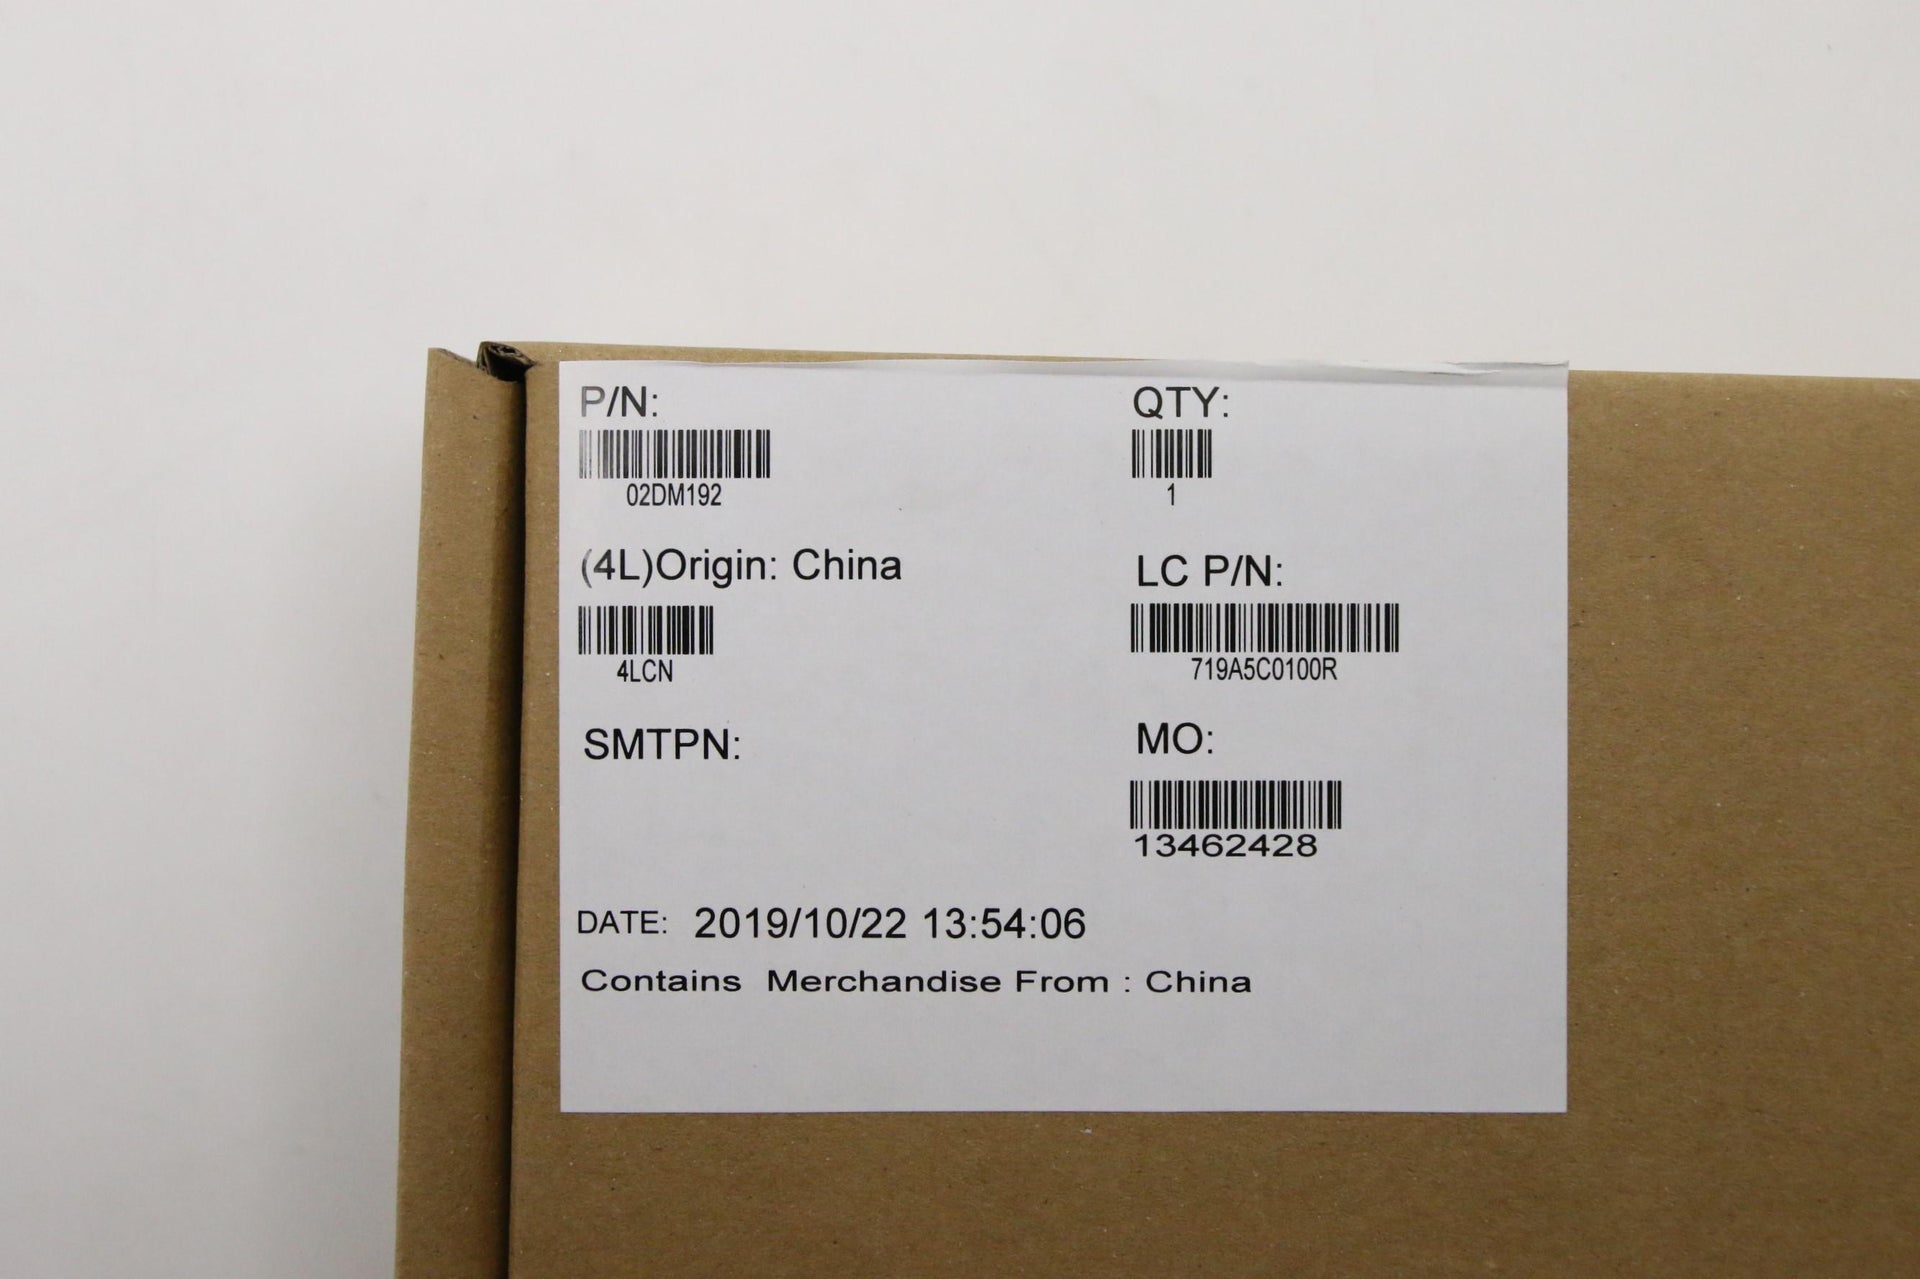 P/N:
02DM192
QTY:
1
(4L)Origin: China
4LCN
LC P/N:
719A5C0100R
SMTPN:
MO:
13462428
DATE: 2019/10/22 13:54:06
Contains Merchandise From : China